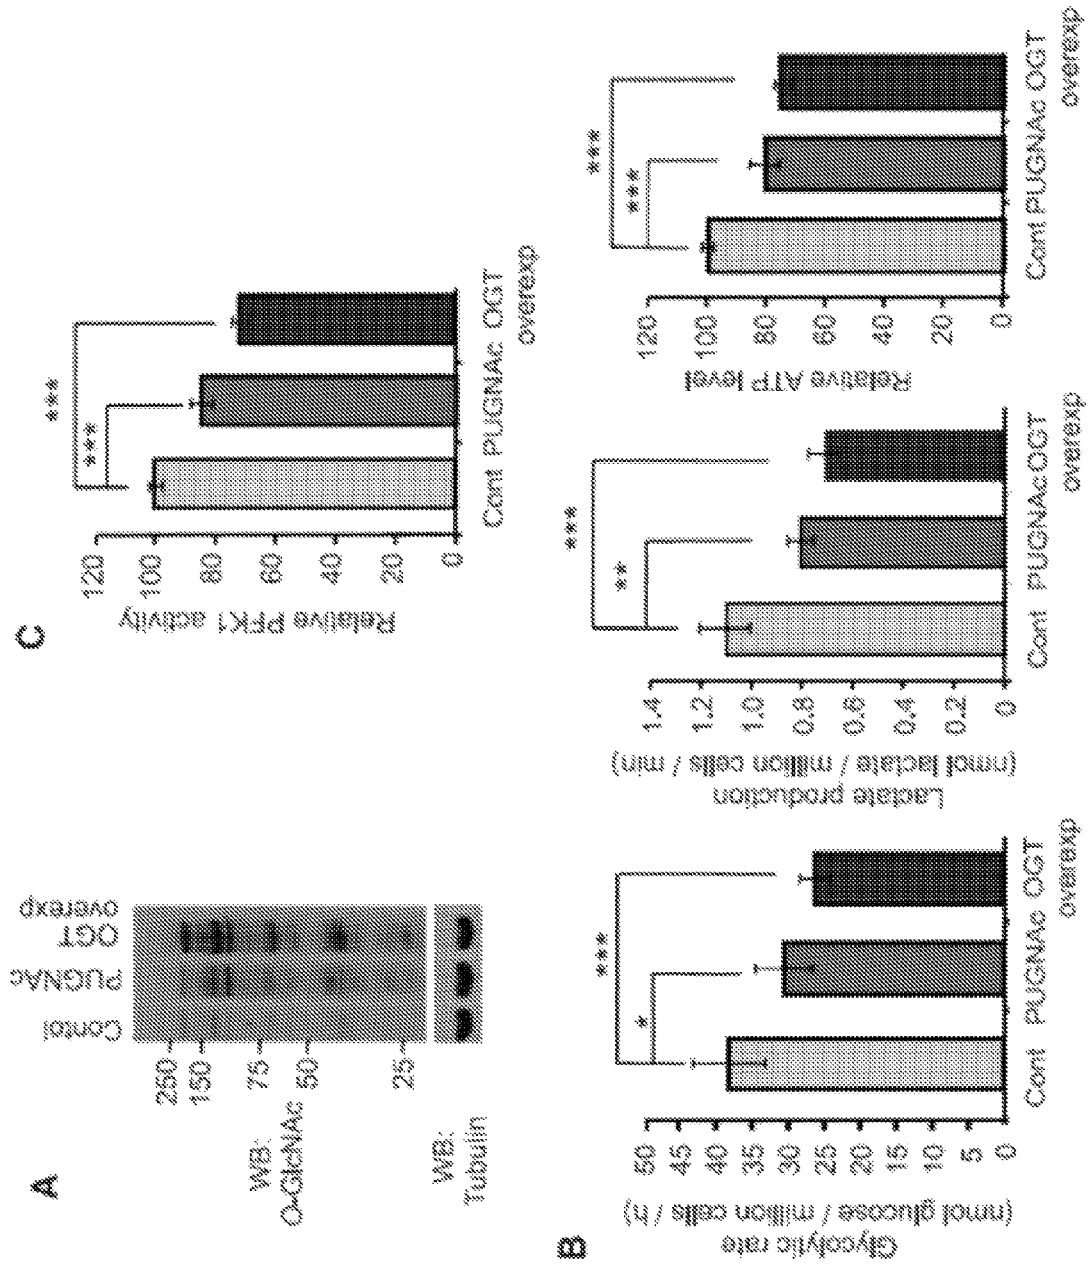 A
Contol
PUGNAc
OGT
overexp
250
150
75
50
25
WB:
O-GlcNAc
WB:
Tubulin
C
Relative PFK1 activity
120
100
80
60
40
20
0
***
***
Cont PUGNAc OGT
overexp
B
Glycolytic rate
(nmol glucose / million cells / h)
50
45
40
35
30
25
20
15
10
5
0
***
*
Cont PUGNAc OGT
overexp
Lactate production
(nmol lactate / million cells / min)
1.4
1.2
1.0
0.8
0.6
0.4
0.2
0
***
**
Cont PUGNAc OGT
overexp
Relative ATP level
120
100
80
60
40
20
0
***
***
Cont PUGNAc OGT
overexp